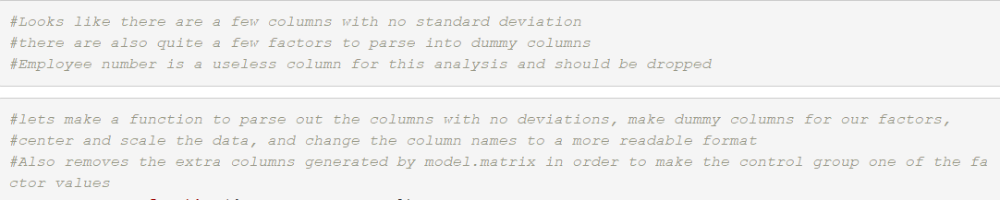 #Looks like there are a few columns with no standard deviation
#there are also quite a few factors to parse into dummy columns
#Employee number is a useless column for this analysis and should be dropped
#lets make a function to parse out the columns with no deviations, make dummy columns for our factors,
#center and scale the data, and change the column names to a more readable format
#Also removes the extra columns generated by model.matrix in order to make the control group one of the fa
ctor values